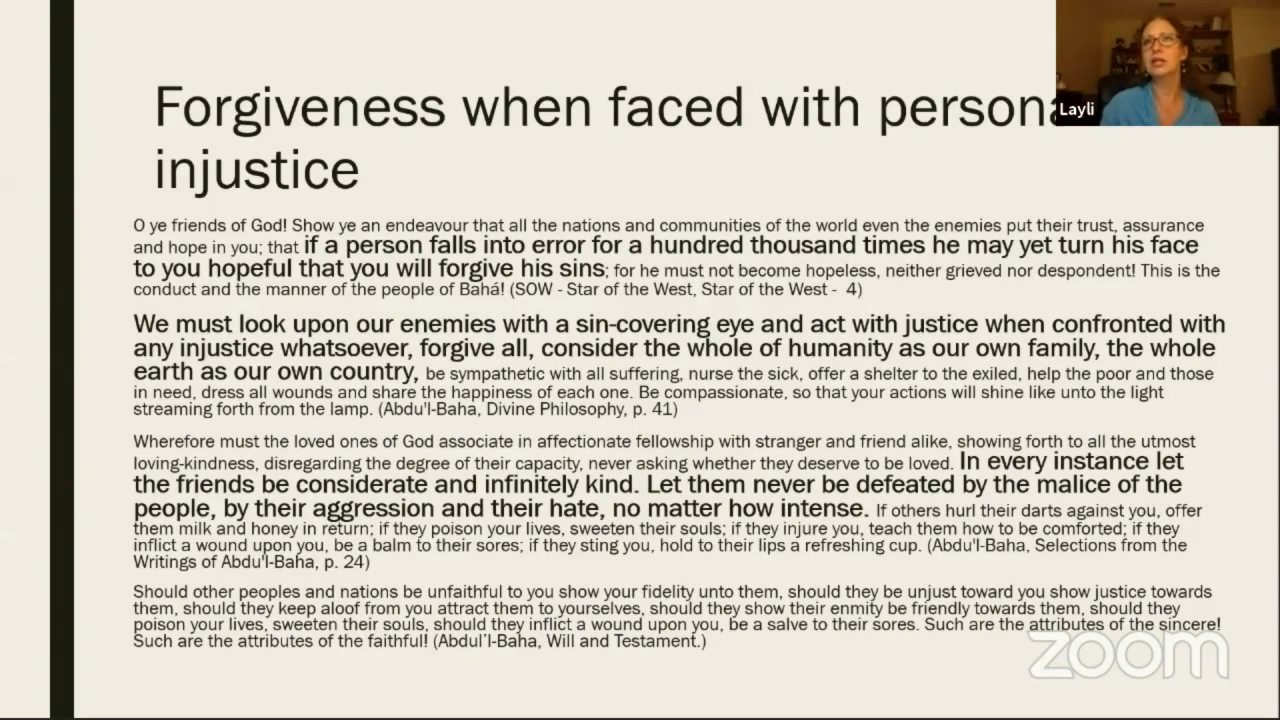 Forgiveness when faced with persona
injustice
Layli
O ye friends of God! Show ye an endeavour that all the nations and communities of the world even the enemies put their trust, assurance
and hope in you; that if a person falls into error for a hundred thousand times he may yet turn his face
to you hopeful that you will forgive his sins; for he must not become hopeless, neither grieved nor despondent! This is the
conduct and the manner of the people of Bahá! (SOW - Star of the West, Star of the West - 4)
We must look upon our enemies with a sin-covering eye and act with justice when confronted with
any injustice whatsoever, forgive all, consider the whole of humanity as our own family, the whole
earth as our own country, be sympathetic with all suffering, nurse the sick, offer a shelter to the exiled, help the poor and those
in need, dress all wounds and share the happiness of each one. Be compassionate, so that your actions will shine like unto the light
streaming forth from the lamp. (Abdu'l-Baha, Divine Philosophy, p. 41)
Wherefore must the loved ones of God associate in affectionate fellowship with stranger and friend alike, showing forth to all the utmost
loving-kindness, disregarding the degree of their capacity, never asking whether they deserve to be loved. In every instance let
the friends be considerate and infinitely kind. Let them never be defeated by the malice of the
people, by their aggression and their hate, no matter how intense. If others hurl their darts against you, offer
them milk and honey in return; if they poison your lives, sweeten their souls; if they injure you, teach them how to be comforted; if they
inflict a wound upon you, be a balm to their sores; if they sting you, hold to their lips a refreshing cup. (Abdu'l-Baha, Selections from the
Writings of Abdu'l-Baha, p. 24)
Should other peoples and nations be unfaithful to you show your fidelity unto them, should they be unjust toward you show justice towards
them, should they keep aloof from you attract them to yourselves, should they show their enmity be friendly towards them, should they
poison your lives, sweeten their souls, should they inflict a wound upon you, be a salve to their sores. Such are the attributes of the sincere!
Such are the attributes of the faithful! (Abdul’l-Baha, Will and Testament.)
zoom